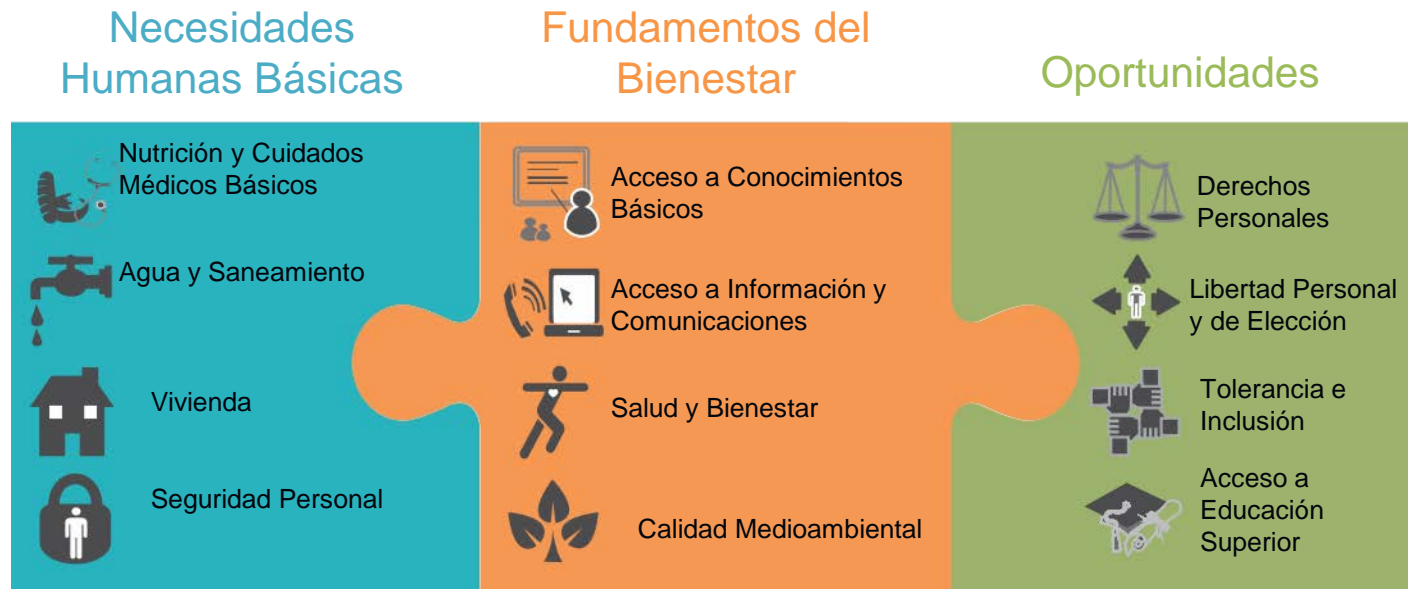 Necesidades
Humanas Básicas
Nutrición y Cuidados
Médicos Básicos
Agua y Saneamiento
Vivienda
Seguridad Personal
Fundamentos del
Bienestar
Acceso a Conocimientos
Básicos
Acceso a Información y
Comunicaciones
Salud y Bienestar
Calidad Medioambiental
Oportunidades
Derechos
Personales
Libertad Personal
y de Elección
Tolerancia e
Inclusión
Acceso a
Educación
Superior